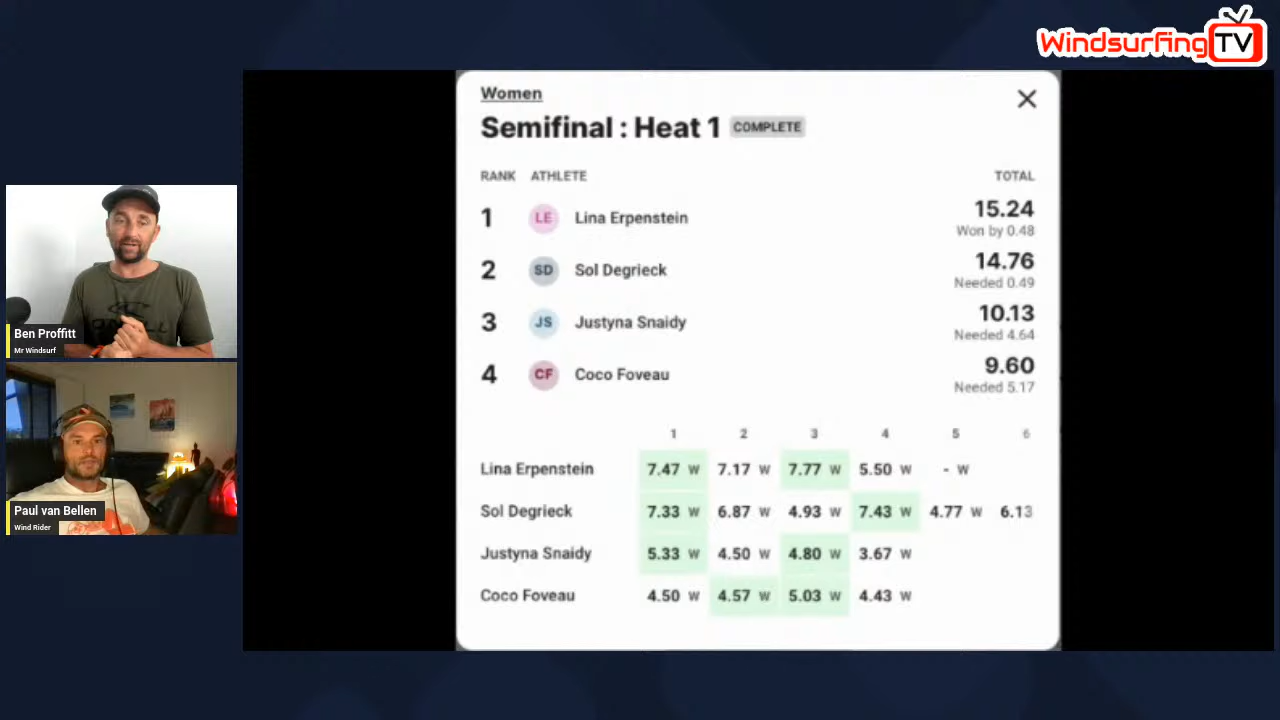 Windsurfing TV
Women
Semifinal : Heat 1 COMPLETE
RANK ATHLETE TOTAL
1 LE Lina Erpenstein 15.24
Won by 0.48
2 SD Sol Degrieck 14.76
Needed 0.49
3 JS Justyna Snaidy 10.13
Needed 4.64
4 CF Coco Foveau 9.60
Needed 5.17
1 2 3 4 5 6
Lina Erpenstein 7.47 W 7.17 W 7.77 W 5.50 W - W
Sol Degrieck 7.33 W 6.87 W 4.93 W 7.43 W 4.77 W 6.13
Justyna Snaidy 5.33 W 4.50 W 4.80 W 3.67 W
Coco Foveau 4.50 W 4.57 W 5.03 W 4.43 W
Ben Proffitt
Mr Windsurf
Paul van Bellen
Wind Rider